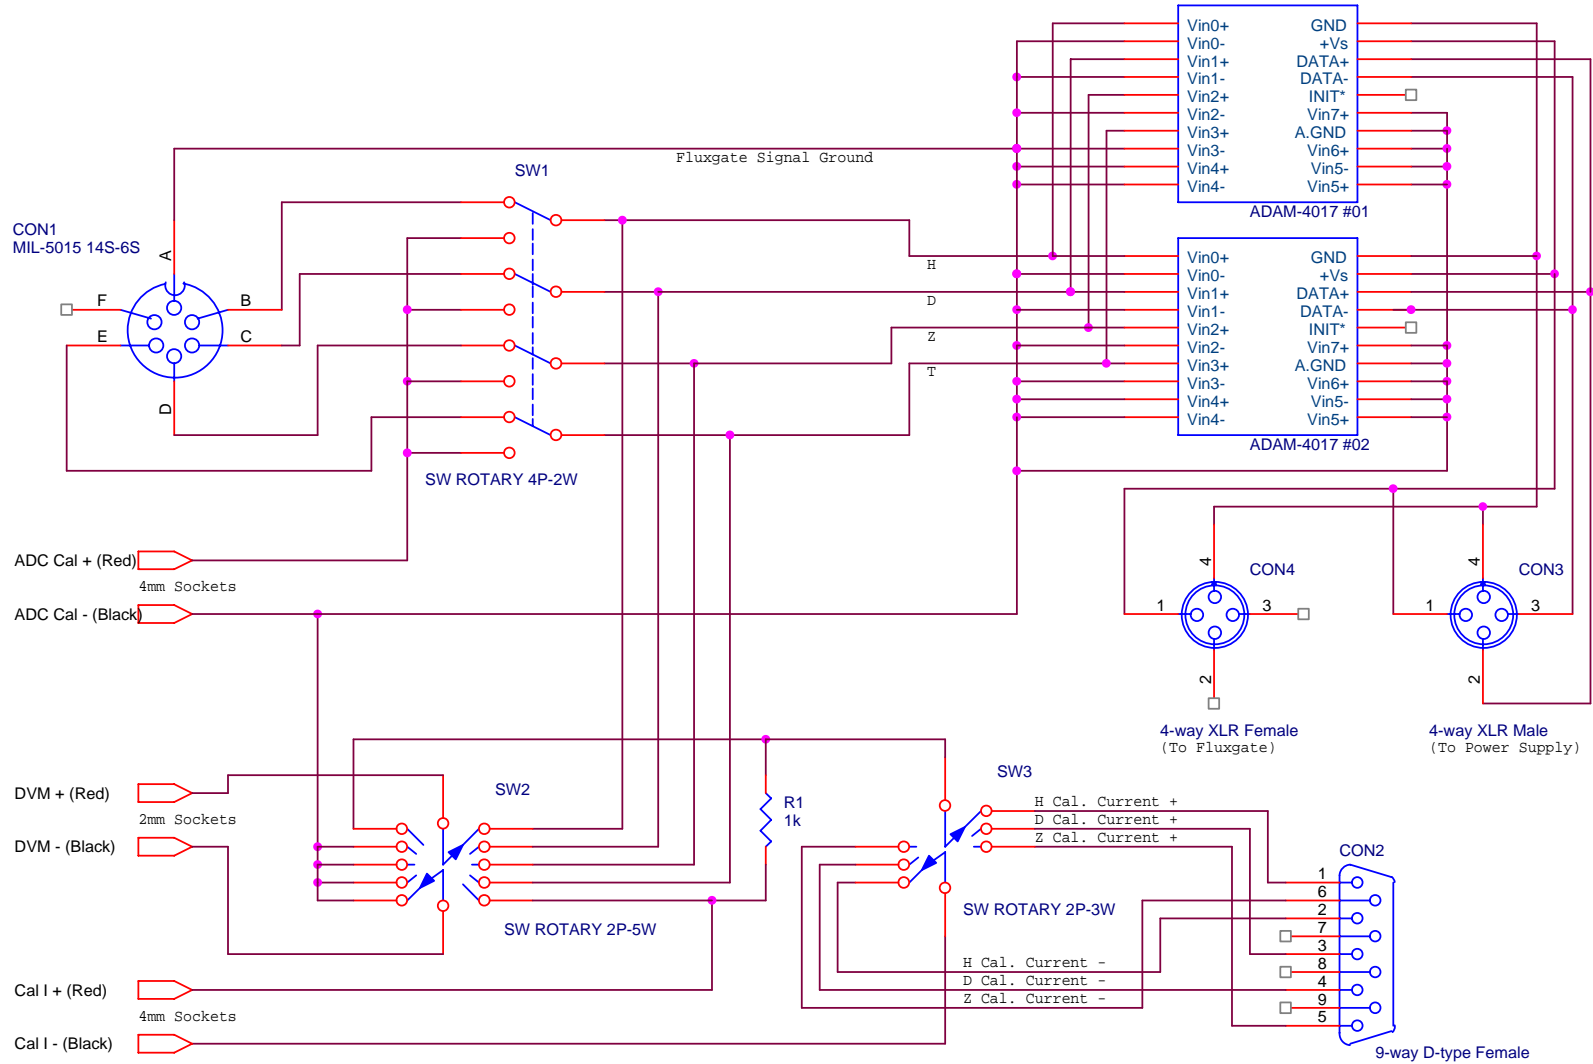 Vin0+ GND
Vin0- +Vs
Vin1+ DATA+
Vin1- DATA-
Vin2+ INIT*
Vin2- Vin7+
Vin3+ A.GND
Vin3- Vin6+
Vin4+ Vin5-
Vin4- Vin5+
ADAM-4017 #01
Fluxgate Signal Ground
SW1
CON1
MIL-5015 14S-6S
A
F
B
E
C
D
H
D
Z
T
Vin0+ GND
Vin0- +Vs
Vin1+ DATA+
Vin1- DATA-
Vin2+ INIT*
Vin2- Vin7+
Vin3+ A.GND
Vin3- Vin6+
Vin4+ Vin5-
Vin4- Vin5+
ADAM-4017 #02
SW ROTARY 4P-2W
ADC Cal + (Red)
4mm Sockets
ADC Cal - (Black)
4
CON4
1
3
2
4-way XLR Female
(To Fluxgate)
4
CON3
1
3
2
4-way XLR Male
(To Power Supply)
DVM + (Red)
2mm Sockets
DVM - (Black)
SW2
SW ROTARY 2P-5W
R1
1k
SW3
H Cal. Current +
D Cal. Current +
Z Cal. Current +
SW ROTARY 2P-3W
H Cal. Current -
D Cal. Current -
Z Cal. Current -
CON2
1
6
2
7
3
8
4
9
5
9-way D-type Female
Cal I + (Red)
4mm Sockets
Cal I - (Black)